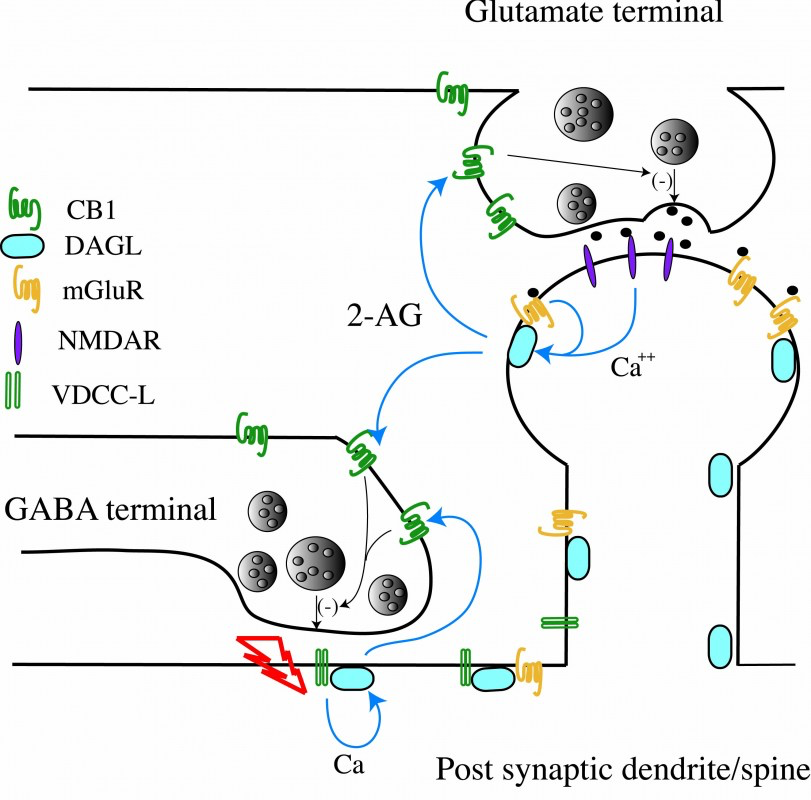 Glutamate terminal
(-)
CB1
DAGL
mGluR
NMDAR
VDCC-L
2-AG
Ca++
GABA terminal
(-)
Ca
Post synaptic dendrite/spine